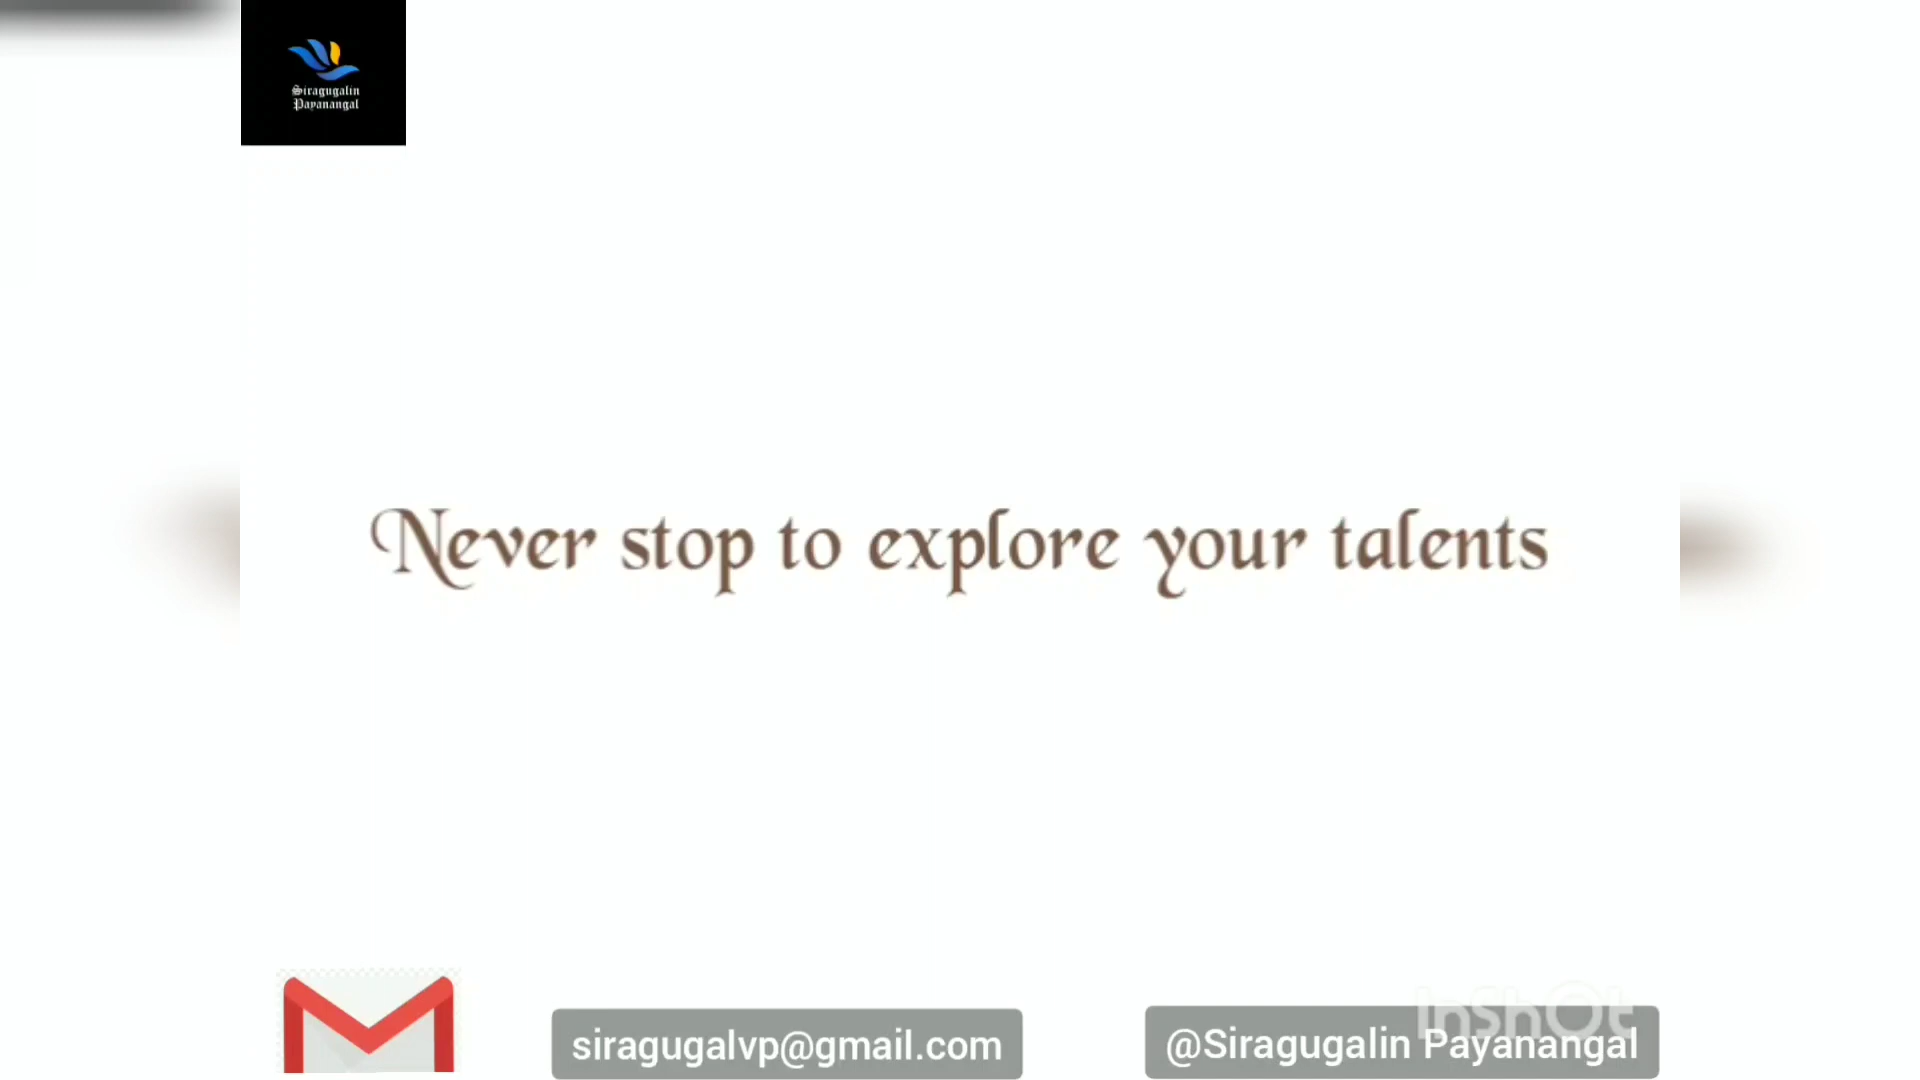 Siragugalin
Payanangal
Never stop to explore your talents
siragugalvp@gmail.com
@Siragugalin Payanangal
InShOt